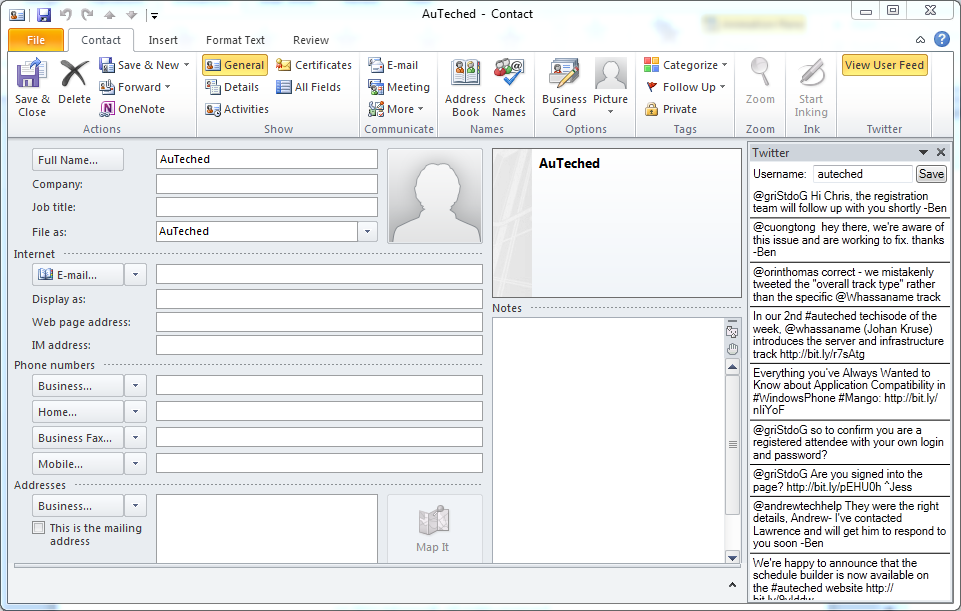 AuTeched - Contact
File
Contact
Insert
Format Text
Review
Save & Close
Delete
Save & New
Forward
OneNote
Actions
General
Details
Activities
Certificates
All Fields
Show
E-mail
Meeting
More
Communicate
Address Book
Check Names
Names
Business Card
Picture
Options
Categorize
Follow Up
Private
Tags
Zoom
Zoom
Start Inking
Ink
View User Feed
Twitter
Full Name...
AuTeched
Company:
Job title:
File as:
AuTeched
Internet
E-mail...
Display as:
Web page address:
IM address:
Phone numbers
Business...
Home...
Business Fax...
Mobile...
Addresses
Business...
This is the mailing
address
Map It
AuTeched
Notes
Twitter
Username: auteched Save
@griStdoG Hi Chris, the registration
team will follow up with you shortly -Ben
@cuongtong hey there, we're aware of
this issue and are working to fix. thanks
-Ben
@orinthomas correct - we mistakenly
tweeted the "overall track type" rather
than the specific @Whassaname track
In our 2nd #auteched techisode of the
week, @whassaname (Johan Kruse)
introduces the server and infrastructure
track http://bit.ly/r7sAtg
Everything you've Always Wanted to
Know about Application Compatibility in
#WindowsPhone #Mango: http://bit.ly/
nIiYoF
@griStdoG so to confirm you are a
registered attendee with your own login
and password?
@griStdoG Are you signed into the
page? http://bit.ly/pEHU0h ^Jess
@andrewtechhelp They were the right
details, Andrew- I've contacted
Lawrence and will get him to respond to
you soon -Ben
We're happy to announce that the
schedule builder is now available on
the #auteched website http://